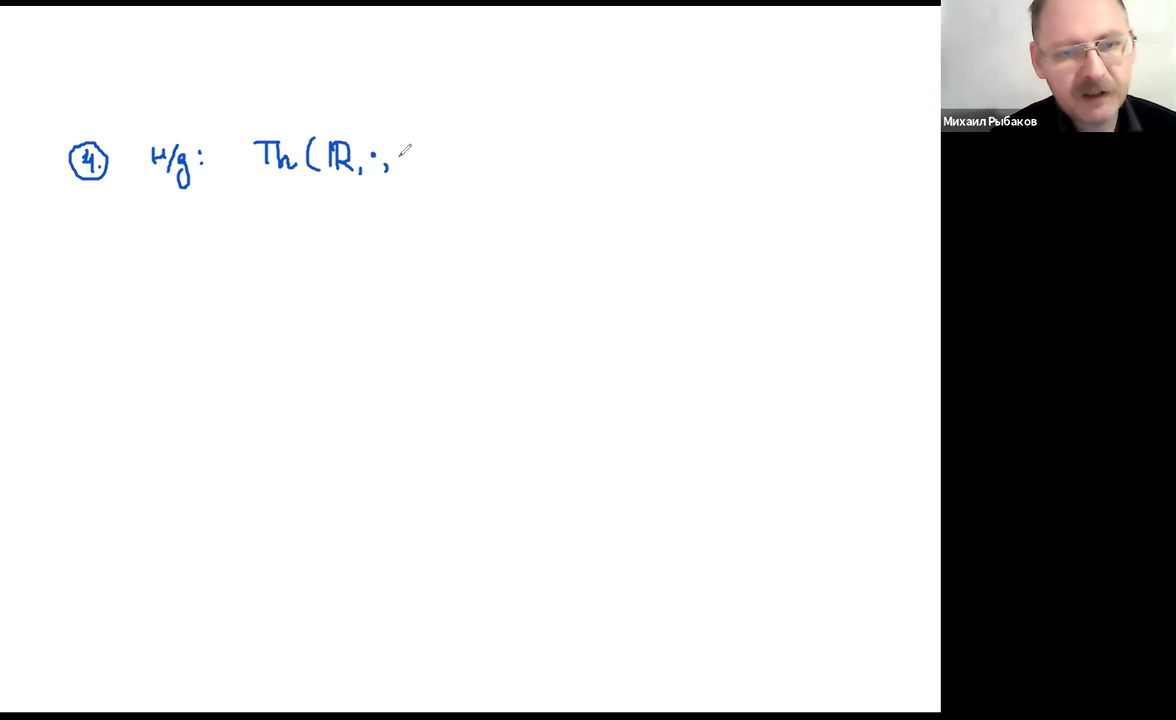 4. н/g: Th(ℝ, ·,
Михаил Рыбаков